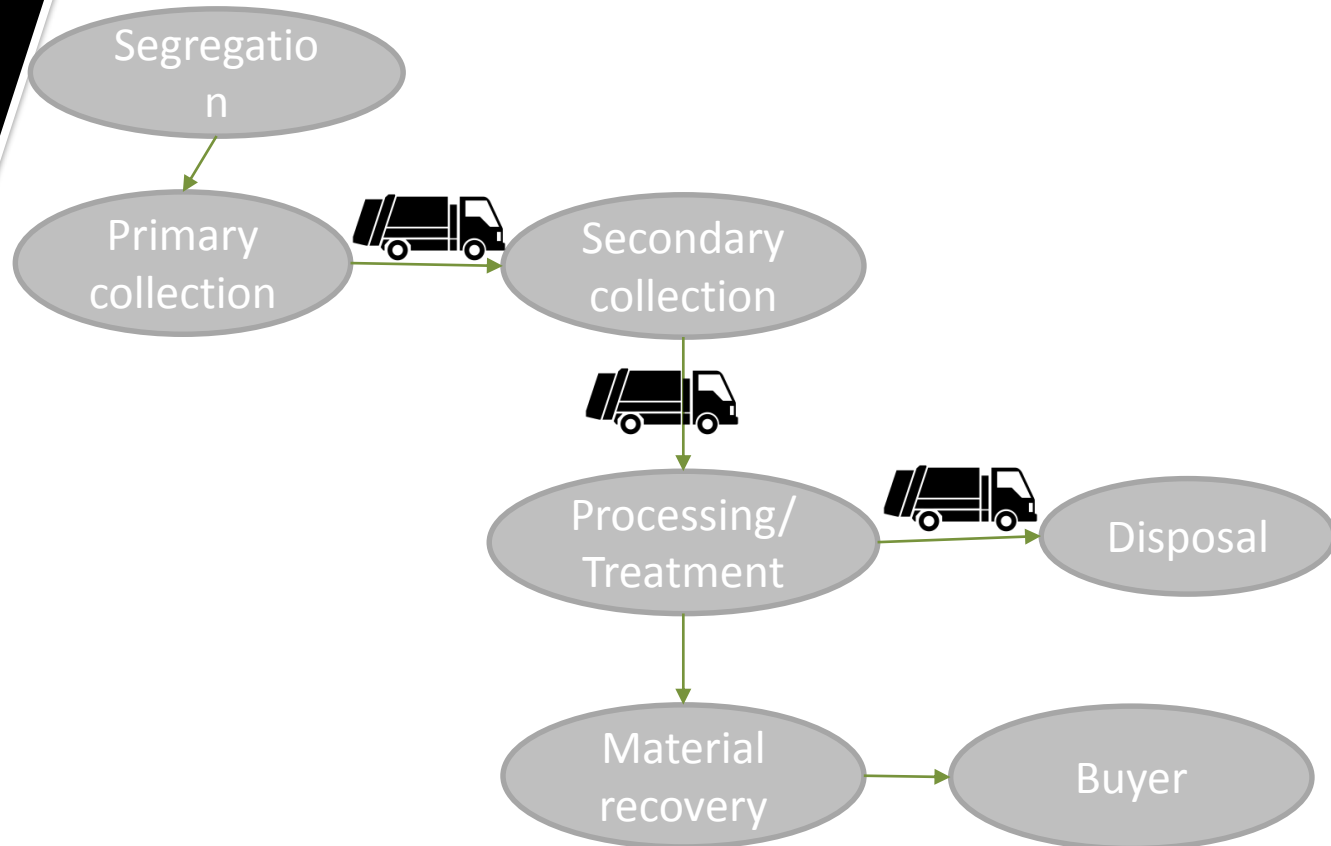 Segregatio
n
Primary
collection
Secondary
collection
Processing/
Treatment
Disposal
Material
recovery
Buyer